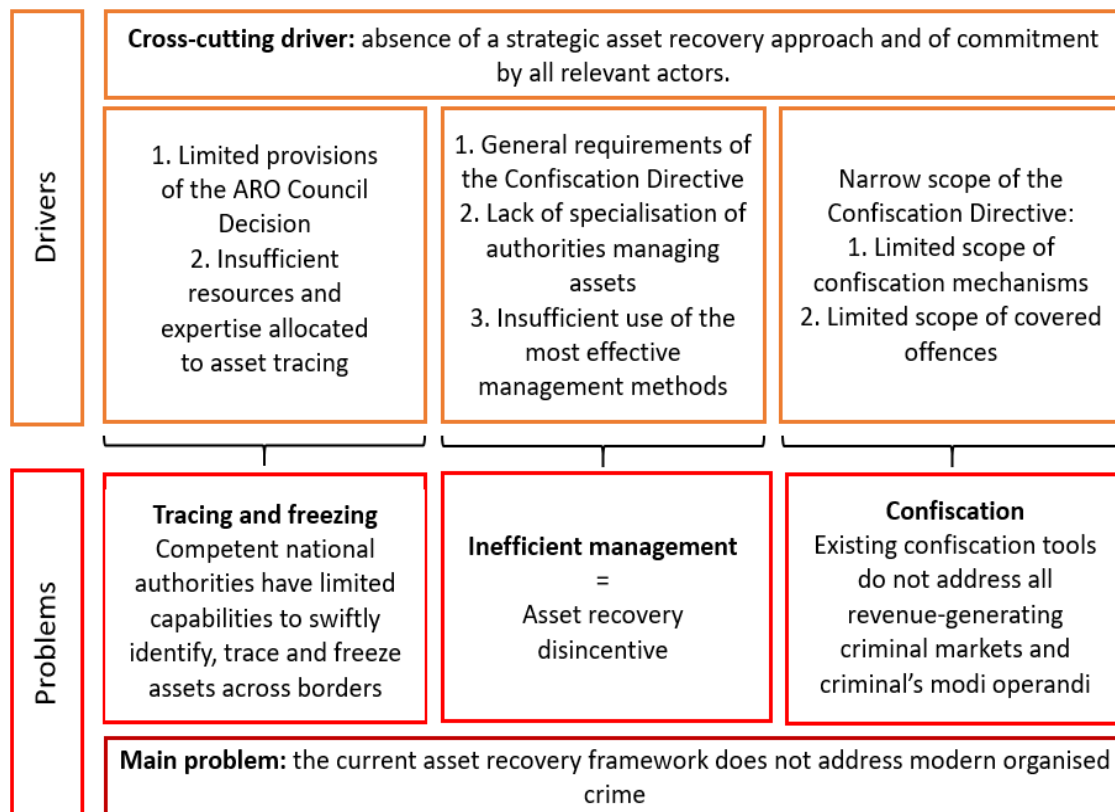 Cross-cutting driver: absence of a strategic asset recovery approach and of commitment
by all relevant actors.
Drivers
1. Limited provisions
of the ARO Council
Decision
2. Insufficient
resources and
expertise allocated
to asset tracing
1. General requirements of
the Confiscation Directive
2. Lack of specialisation of
authorities managing
assets
3. Insufficient use of the
most effective
management methods
Narrow scope of the
Confiscation Directive:
1. Limited scope of
confiscation mechanisms
2. Limited scope of covered
offences
Problems
Tracing and freezing
Competent national
authorities have limited
capabilities to swiftly
identify, trace and freeze
assets across borders
Inefficient management
=
Asset recovery
disincentive
Confiscation
Existing confiscation tools
do not address all
revenue-generating
criminal markets and
criminal's modi operandi
Main problem: the current asset recovery framework does not address modern organised
crime